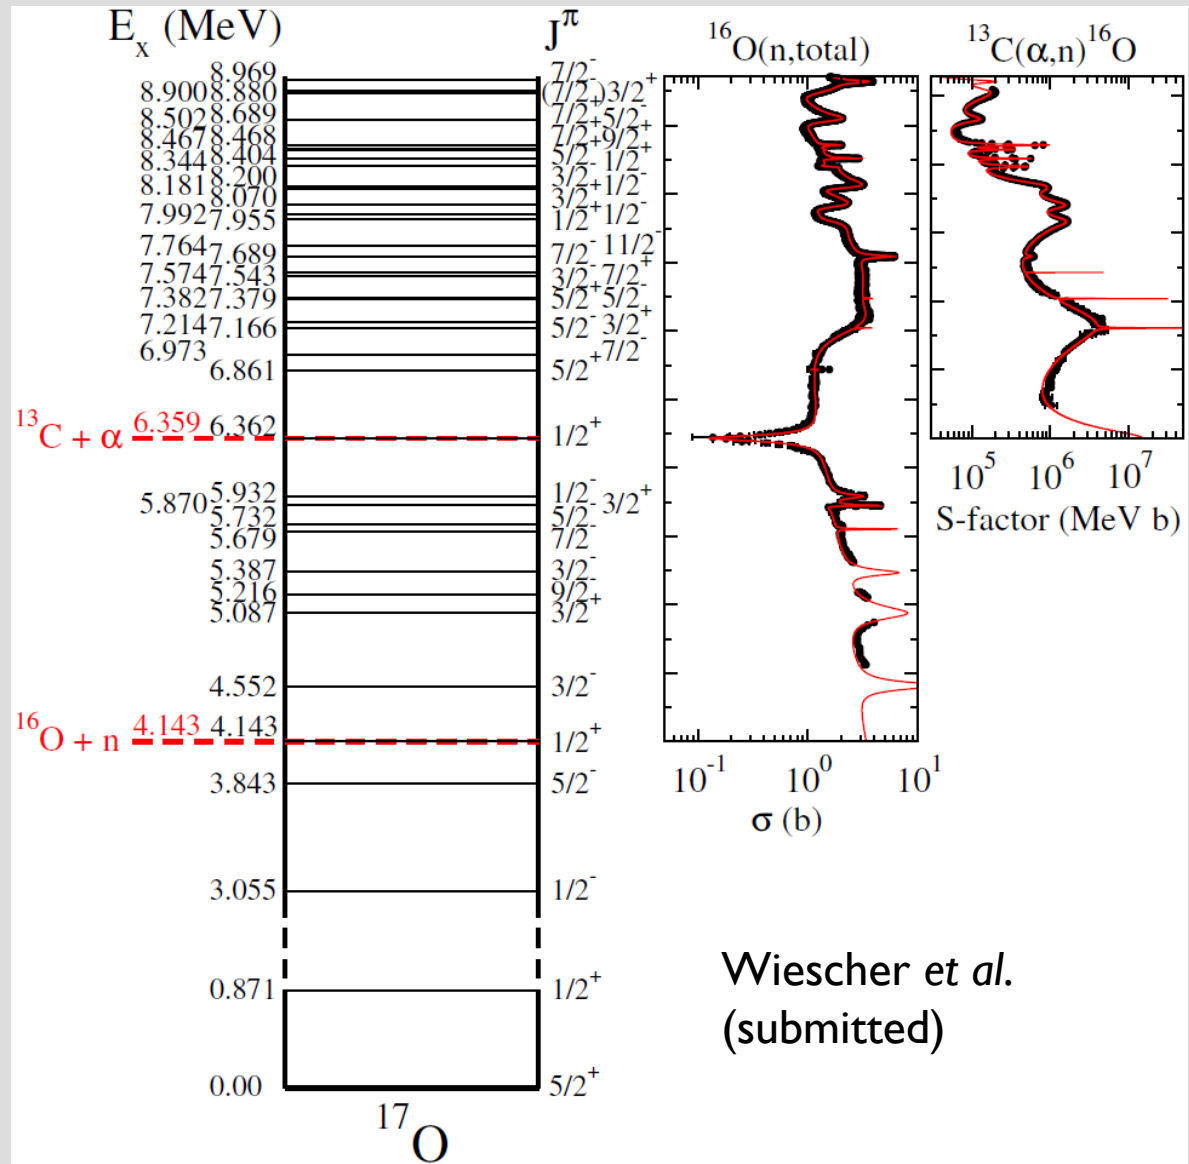 Eₓ (MeV) J^π
8.969 7/2⁻
8.900 8.880 (7/2⁺) 3/2⁺
8.502 8.689 7/2⁺ 5/2⁻
8.467 8.468 7/2⁺ 9/2⁺
8.344 8.404 5/2⁻ 1/2⁺
8.181 8.200 3/2⁻ 1/2⁻
8.070 3/2⁺
7.992 7.955 1/2⁺ 1/2⁻
7.764 7.689 7/2⁻ 11/2⁻
7.574 7.543 3/2⁻ 7/2⁺
7.382 7.379 5/2⁺ 5/2⁻
7.214 7.166 5/2⁻ 3/2⁺
6.973 7/2⁻
6.861 5/2⁺
¹³C + α 6.359 6.362 1/2⁺
5.932 1/2⁻
5.870 3/2⁺
5.732 5/2⁻
5.679 7/2⁻
5.387 3/2⁻
5.216 9/2⁻
5.087 3/2⁺
4.552 3/2⁻
¹⁶O + n 4.143 4.143 1/2⁺
3.843 5/2⁻
3.055 1/2⁻
0.871 1/2⁺
0.00 5/2⁺
¹⁷O
¹⁶O(n,total)
10⁻¹ 10⁰ 10¹
σ (b)
¹³C(α,n)¹⁶O
10⁵ 10⁶ 10⁷
S-factor (MeV b)
Wiescher et al.
(submitted)